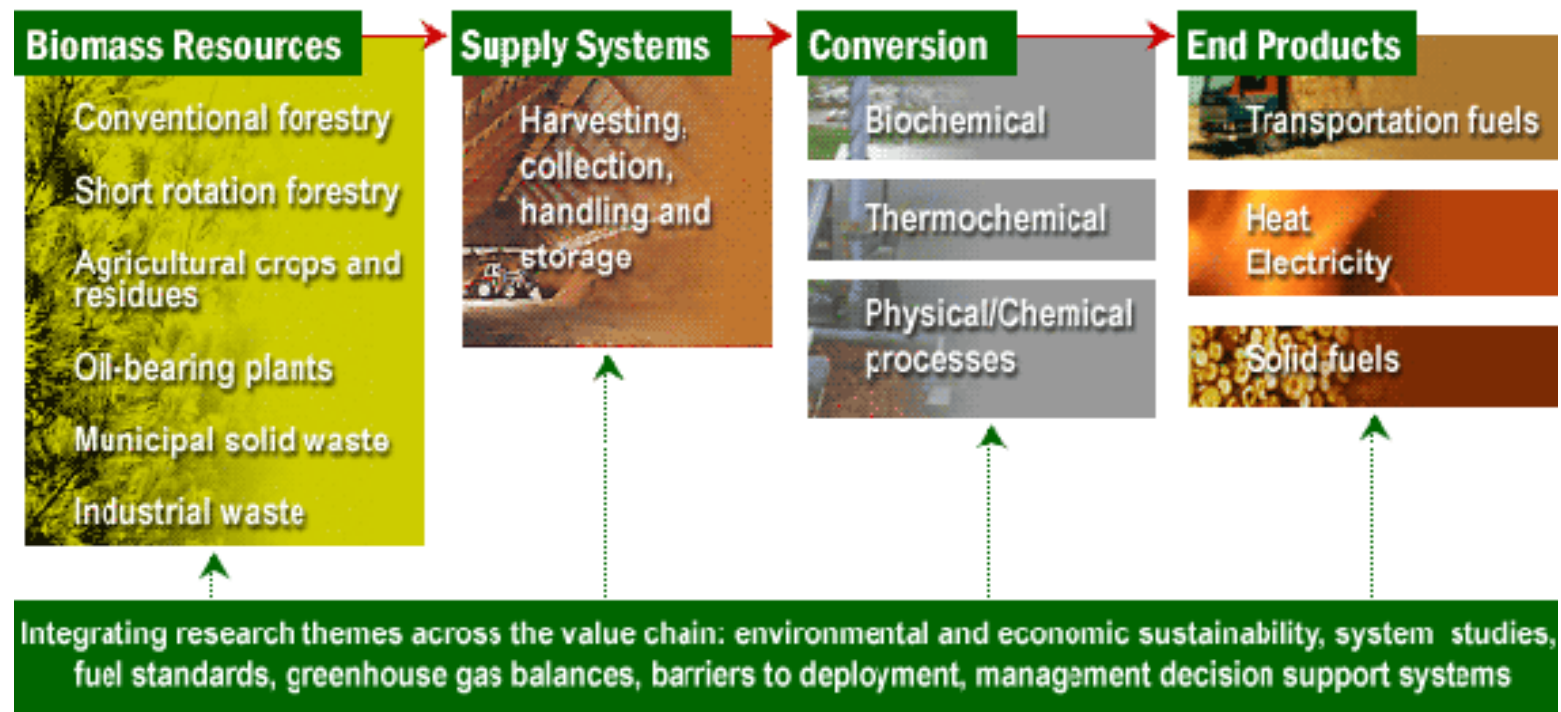 Biomass Resources
Conventional forestry
Short rotation forestry
Agricultural crops and
residues
Oil-bearing plants
Municipal solid waste
Industrial waste
Supply Systems
Harvesting,
collection,
handling and
storage
Conversion
Biochemical
Thermochemical
Physical/Chemical
processes
End Products
Transportation fuels
Heat
Electricity
Solid fuels
Integrating research themes across the value chain: environmental and economic sustainability, system studies,
fuel standards, greenhouse gas balances, barriers to deployment, management decision support systems